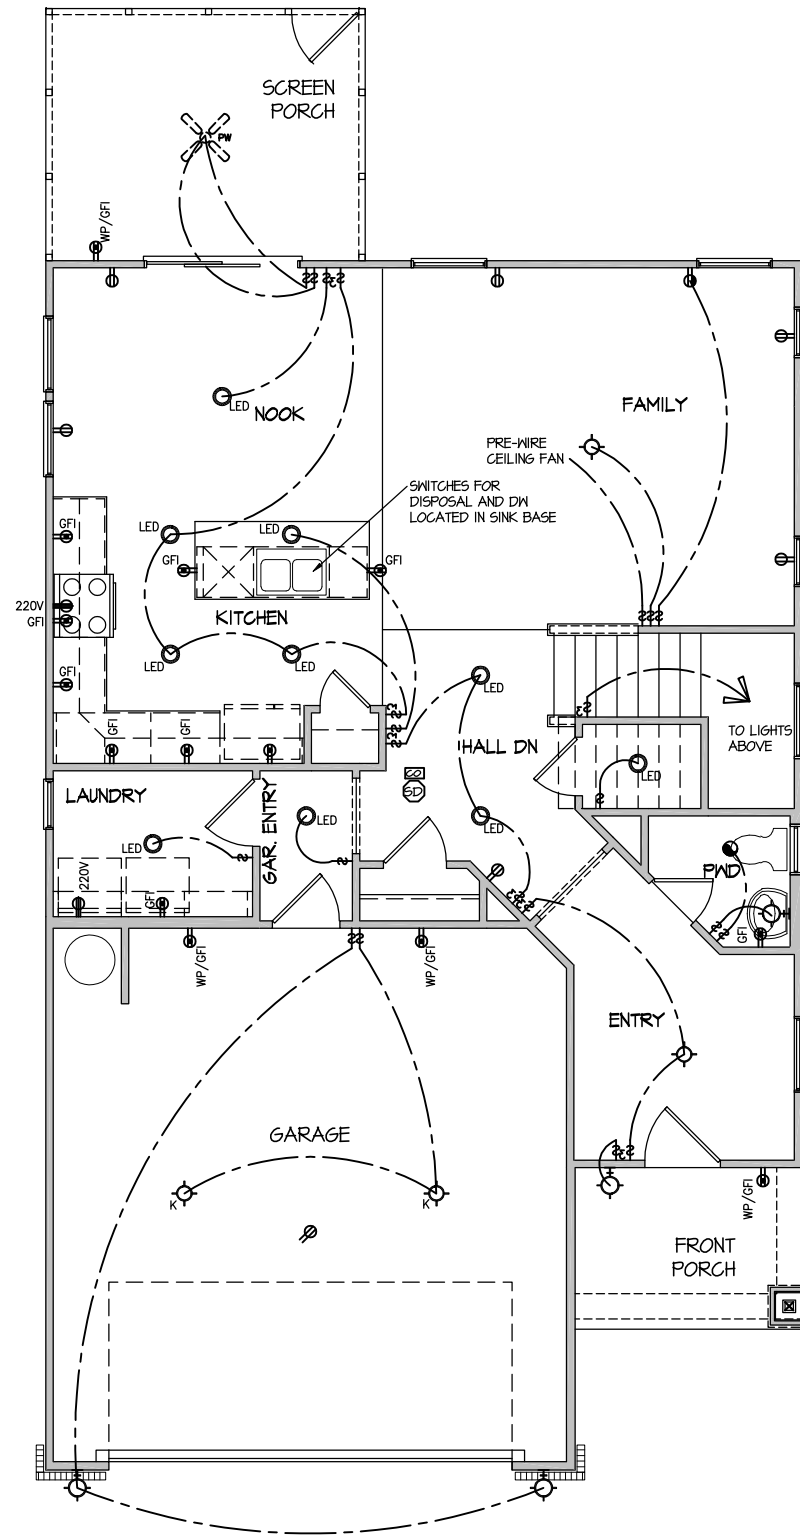 SCREEN
PORCH
PW
WP/GFI
LED
NOOK
FAMILY
PRE-WIRE
CEILING FAN
SWITCHES FOR
DISPOSAL AND DW
LOCATED IN SINK BASE
GFI
LED
LED
GFI
GFI
220V
GFI
KITCHEN
LED
LED
GFI
LED
GFI
GFI
HALL DN
TO LIGHTS
ABOVE
LED
CO
SD
LAUNDRY
GAR. ENTRY
LED
LED
LED
220V
GFI
PWD
GFI
WP/GFI
WP/GFI
ENTRY
GARAGE
K
K
WP/GFI
FRONT
PORCH